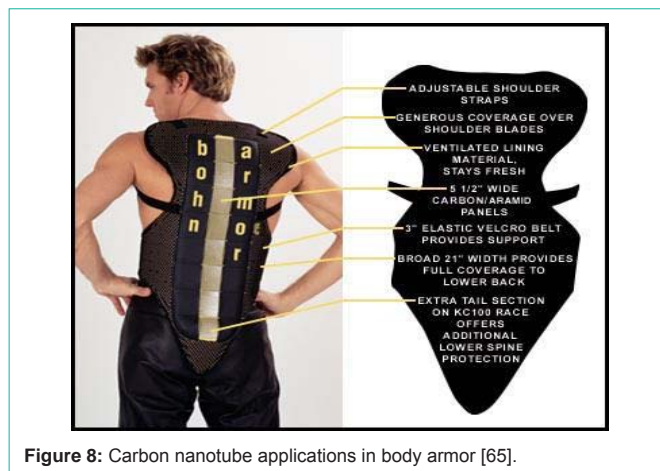 bohn
armor
ADJUSTABLE SHOULDER
STRAPS
GENEROUS COVERAGE OVER
SHOULDER BLADES
VENTILATED LINING
MATERIAL,
STAYS FRESH
5 1/2" WIDE
CARBON/ARAMID
PANELS
3" ELASTIC VELCRO BELT
PROVIDES SUPPORT
BROAD 21" WIDTH PROVIDES
FULL COVERAGE TO
LOWER BACK
EXTRA TAIL SECTION
ON KC100 RACE
OFFERS
ADDITIONAL
LOWER SPINE
PROTECTION
Figure 8: Carbon nanotube applications in body armor [65].